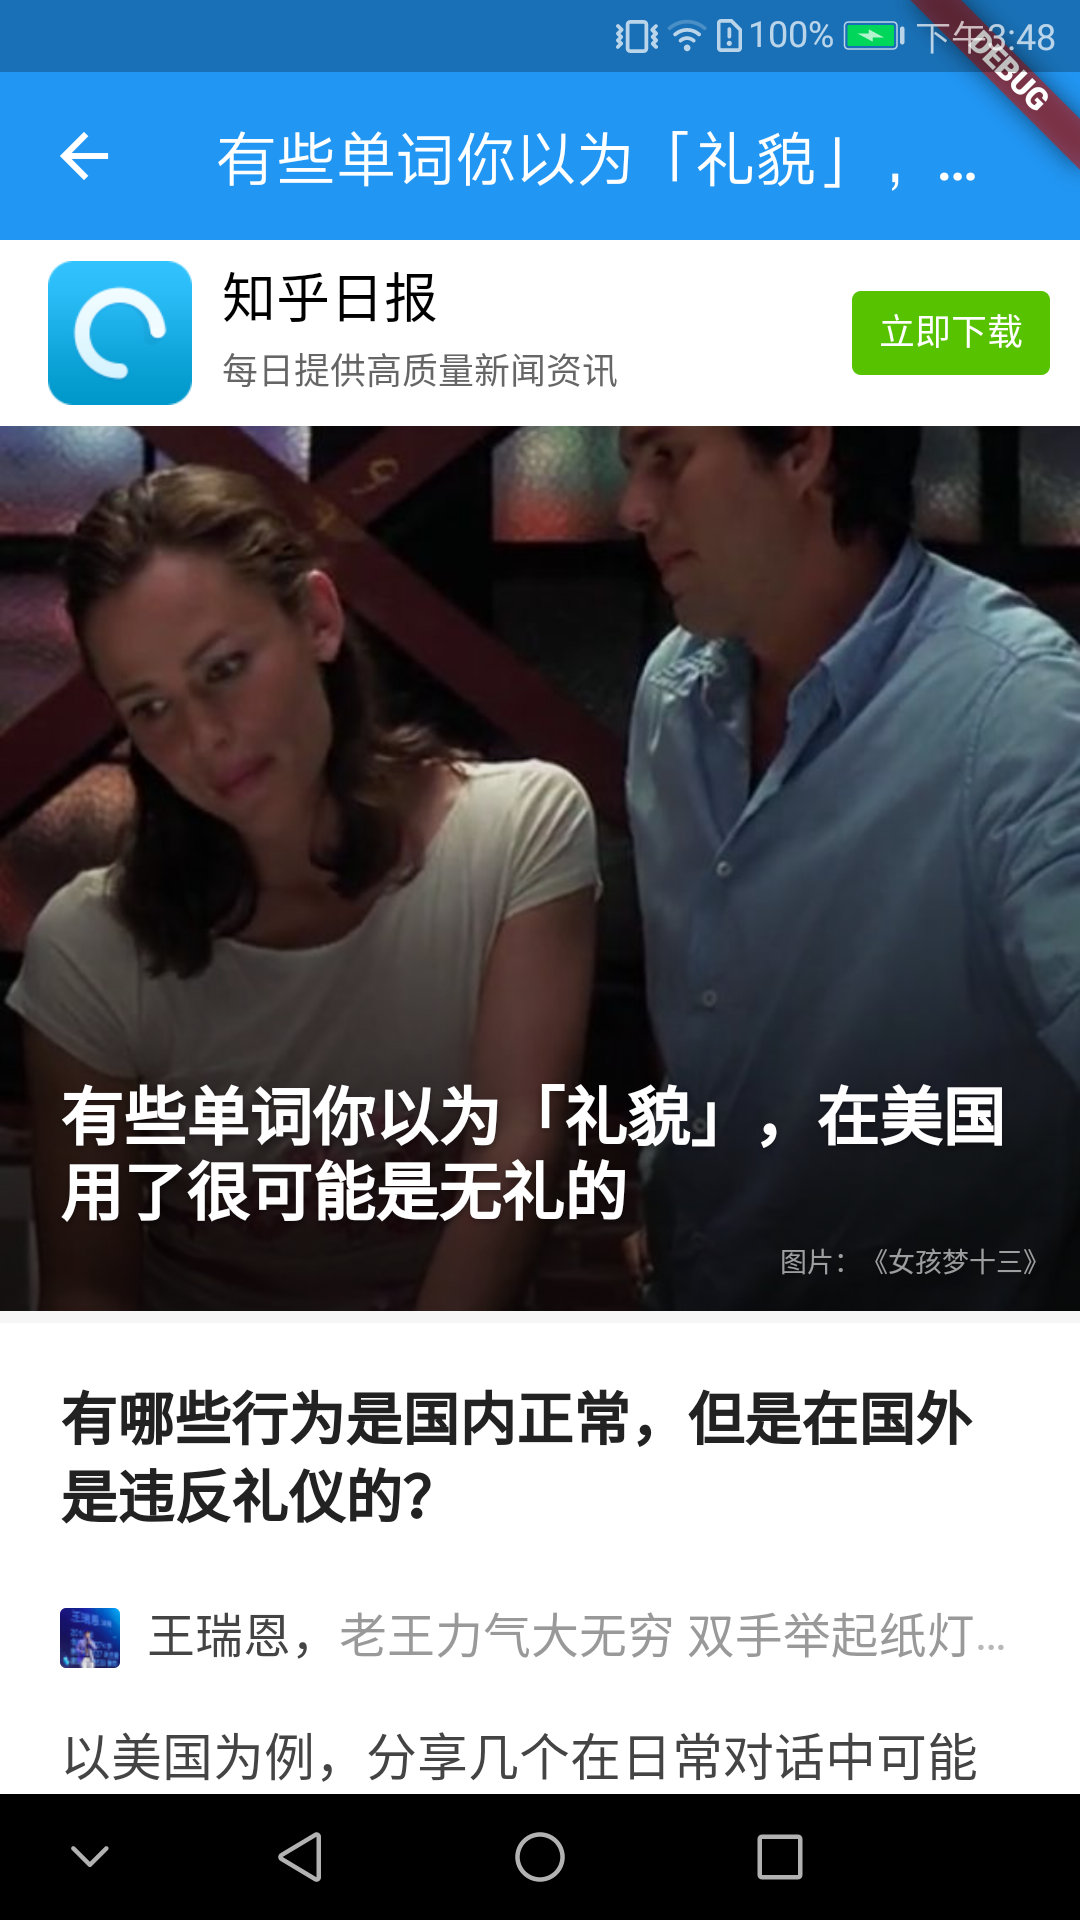 100% 下午3:48
DEBUG
有些单词你以为「礼貌」，...
知乎日报
每日提供高质量新闻资讯
立即下载
有些单词你以为「礼貌」，在美国
用了很可能是无礼的
图片：《女孩梦十三》
有哪些行为是国内正常，但是在国外
是违反礼仪的？
王瑞恩，老王力气大无穷 双手举起纸灯...
以美国为例，分享几个在日常对话中可能